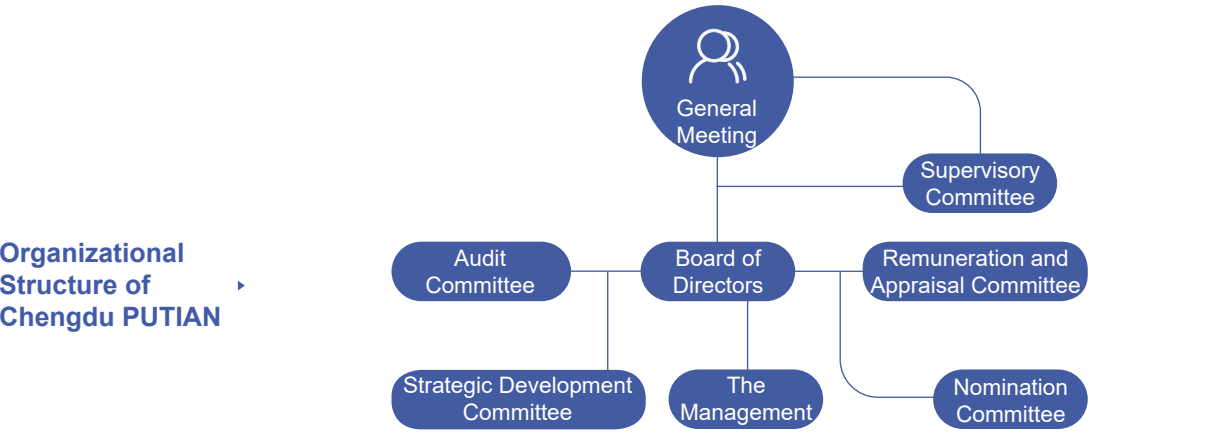 General
Meeting
Supervisory
Committee
Organizational
Structure of
Chengdu PUTIAN
Audit
Committee
Board of
Directors
Remuneration and
Appraisal Committee
Strategic Development
Committee
The
Management
Nomination
Committee